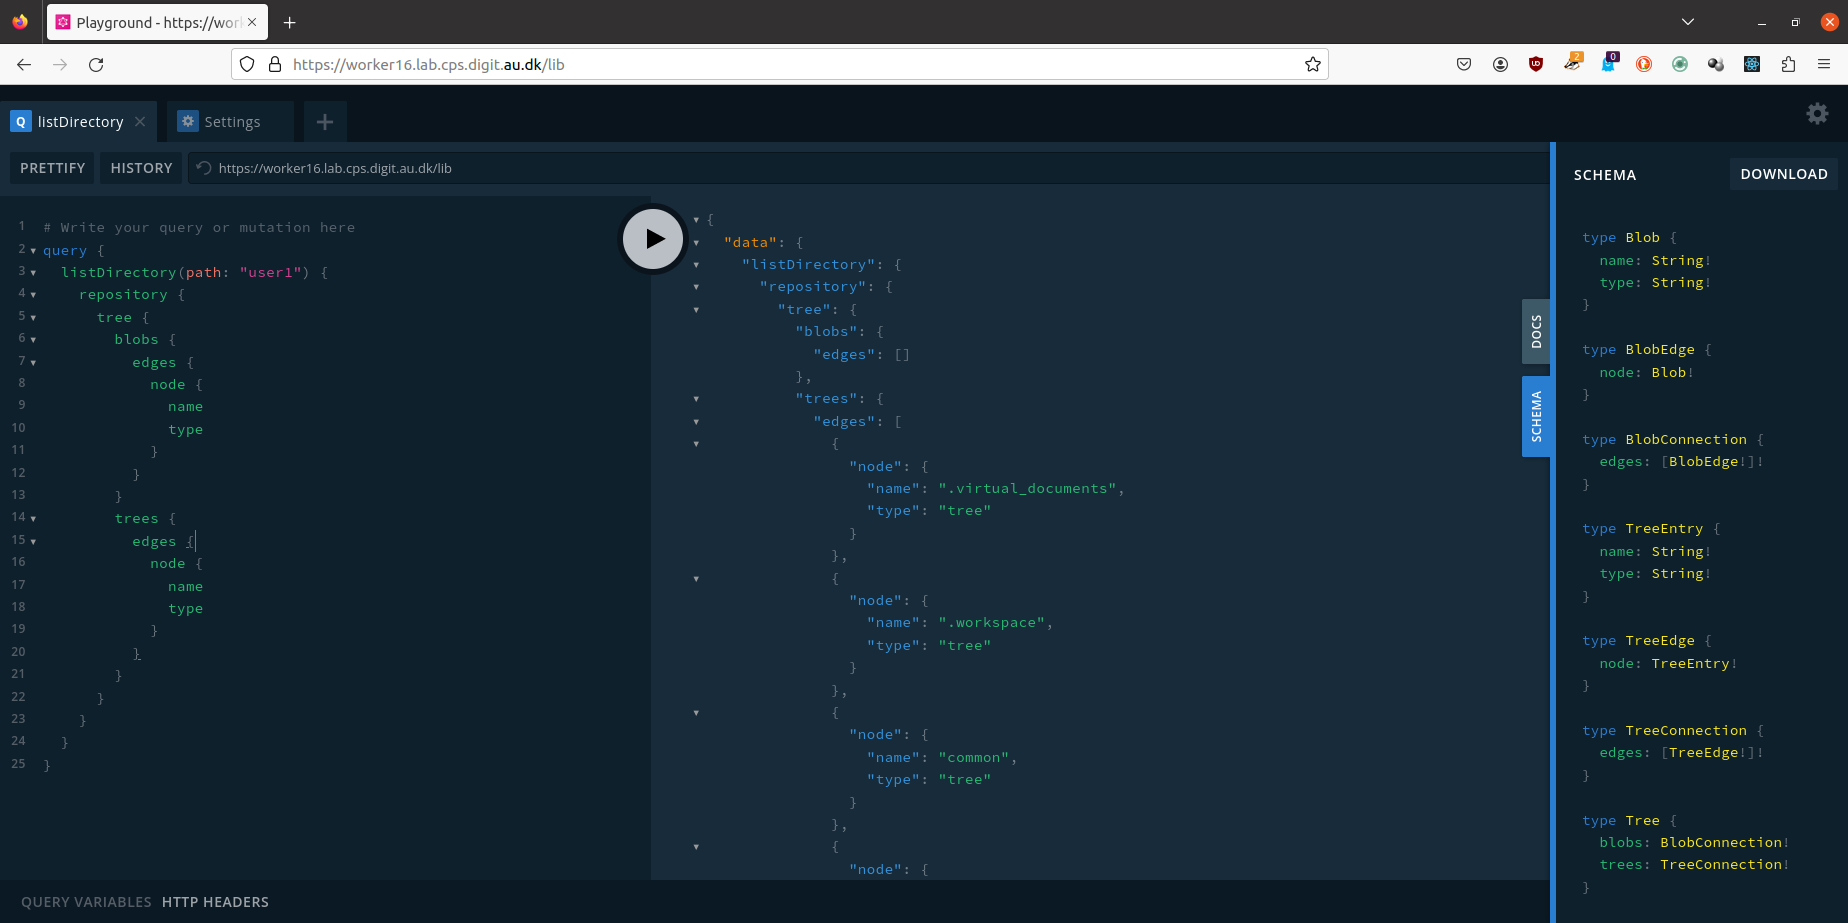 Playground - https://wor
https://worker16.lab.cps.digit.au.dk/lib
2
0
Q listDirectory
Settings
PRETTIFY
HISTORY
https://worker16.lab.cps.digit.au.dk/lib
1 # Write your query or mutation here
2 query {
3 listDirectory(path: "user1") {
4 repository {
5 tree {
6 blobs {
7 edges {
8 node {
9 name
10 type
11 }
12 }
13 }
14 trees {
15 edges {
16 node {
17 name
18 type
19 }
20 }
21 }
22 }
23 }
24 }
25 }
{
"data": {
"listDirectory": {
"repository": {
"tree": {
"blobs": {
"edges": []
},
"trees": {
"edges": [
{
"node": {
"name": ".virtual_documents",
"type": "tree"
}
},
{
"node": {
"name": ".workspace",
"type": "tree"
}
},
{
"node": {
"name": "common",
"type": "tree"
}
},
{
"node": {
DOCS
SCHEMA
SCHEMA
DOWNLOAD
type Blob {
name: String!
type: String!
}
type BlobEdge {
node: Blob!
}
type BlobConnection {
edges: [BlobEdge!]!
}
type TreeEntry {
name: String!
type: String!
}
type TreeEdge {
node: TreeEntry!
}
type TreeConnection {
edges: [TreeEdge!]!
}
type Tree {
blobs: BlobConnection!
trees: TreeConnection!
}
QUERY VARIABLES
HTTP HEADERS